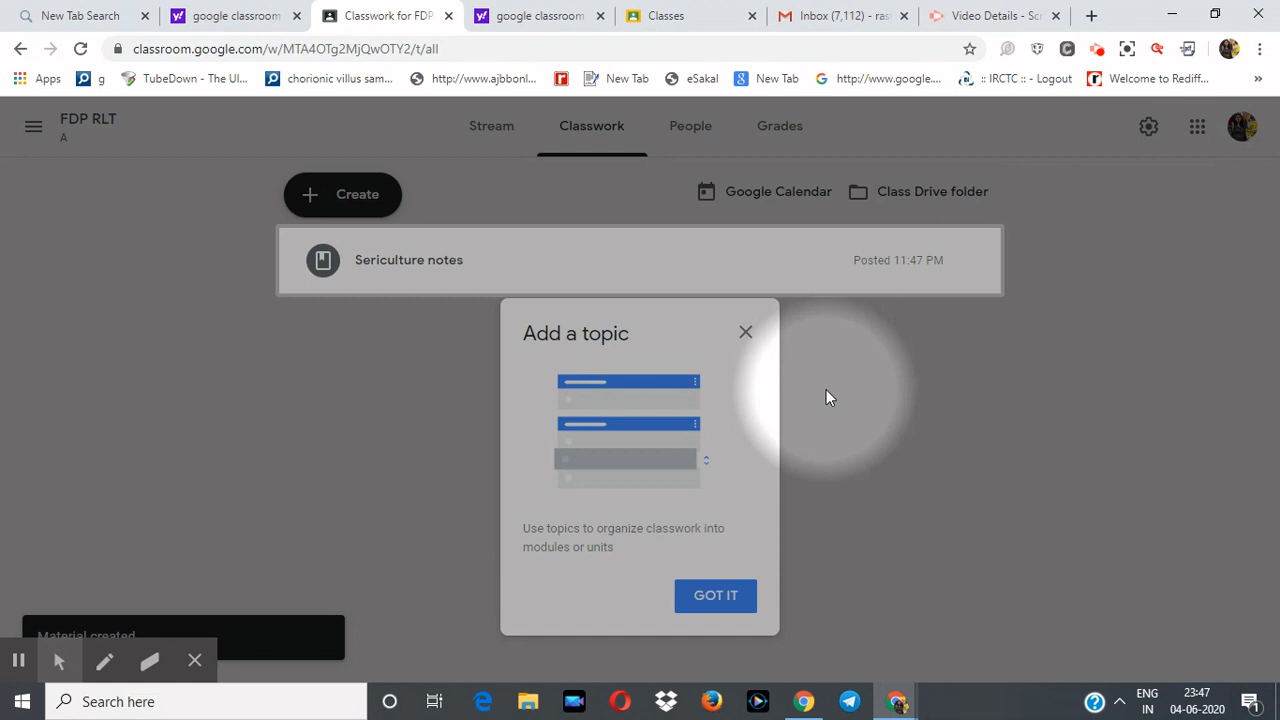 New Tab Search
google classroom
Classwork for FDP
google classroom
Classes
Inbox (7,112) - ra
Video Details - Scr
classroom.google.com/w/MTA4OTg2MjQwOTY2/t/all
Apps
g
TubeDown - The Ul...
chorionic villus sam...
http://www.ajbbonl...
New Tab
eSakal
New Tab
http://www.google....
:: IRCTC :: - Logout
Welcome to Rediff...
»
FDP RLT
A
Stream
Classwork
People
Grades
+ Create
Google Calendar
Class Drive folder
Sericulture notes
Posted 11:47 PM
Add a topic
Use topics to organize classwork into
modules or units
GOT IT
Material created
Search here
ENG
IN
23:47
04-06-2020
1